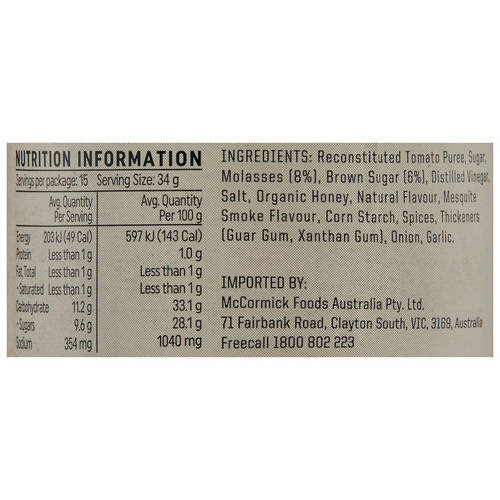 NUTRITION INFORMATION
Servings per package: 15 Serving Size: 34 g
Avg. Quantity Per Serving Avg. Quantity Per 100 g
Energy 203 kJ (49 Cal) 597 kJ (143 Cal)
Protein Less than 1 g 1.0 g
Fat, Total Less than 1 g Less than 1 g
-Saturated Less than 1 g Less than 1 g
Carbohydrate 11.2 g 33.1 g
-Sugars 9.6 g 28.1 g
Sodium 354 mg 1040 mg
INGREDIENTS: Reconstituted Tomato Puree, Sugar,
Molasses (8%), Brown Sugar (6%), Distilled Vinegar,
Salt, Organic Honey, Natural Flavour, Mesquite
Smoke Flavour, Corn Starch, Spices, Thickeners
(Guar Gum, Xanthan Gum), Onion, Garlic.
IMPORTED BY:
McCormick Foods Australia Pty. Ltd.
71 Fairbank Road, Clayton South, VIC, 3169, Australia
Freecall 1800 802 223